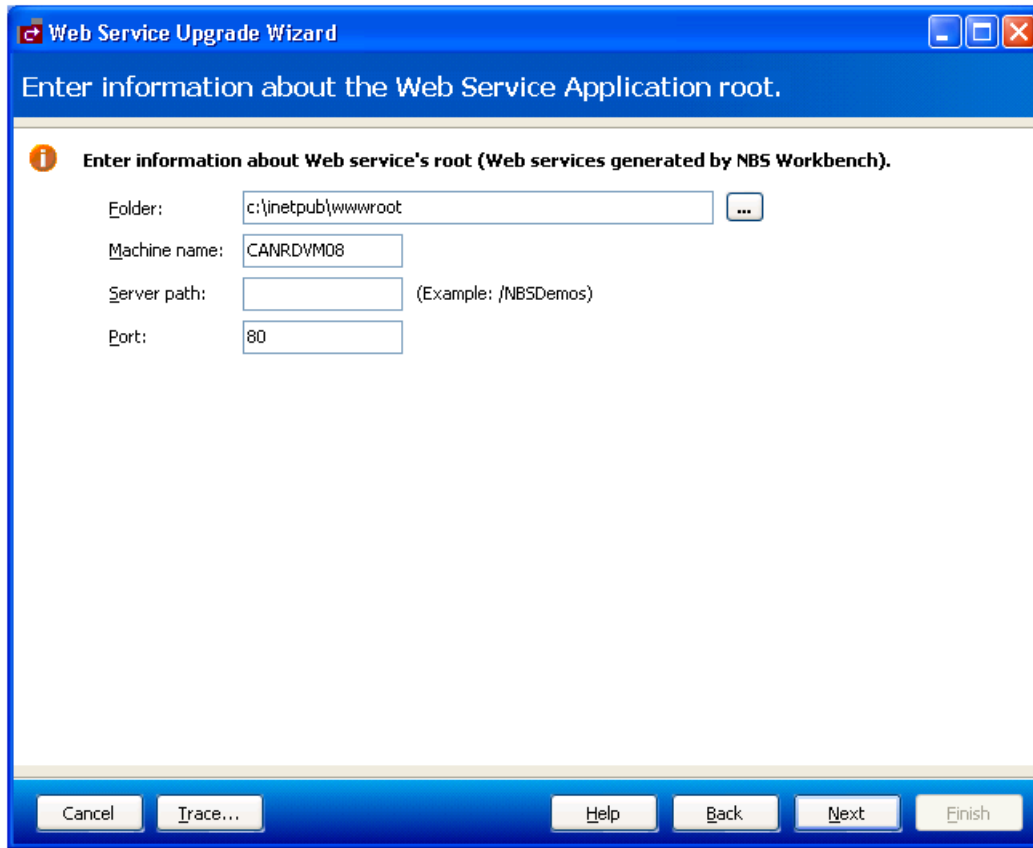 Web Service Upgrade Wizard
Enter information about the Web Service Application root.
Enter information about Web service's root (Web services generated by NBS Workbench).
Folder: c:\inetpub\wwwroot ...
Machine name: CANRDVM08
Server path: (Example: /NBSDemos)
Port: 80
Cancel Trace... Help Back Next Finish